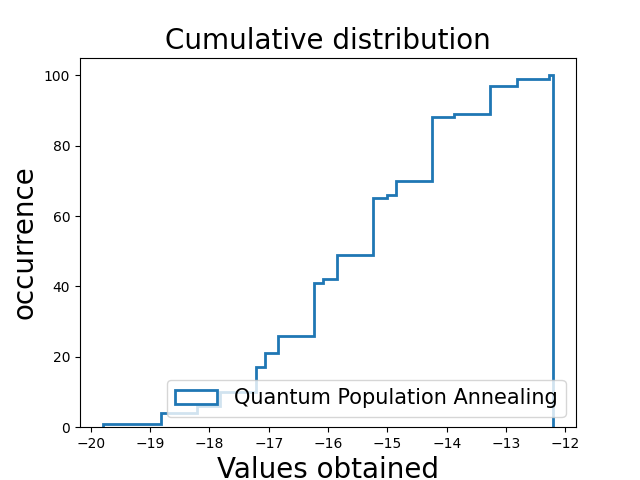 Cumulative distribution
occurrence
100
80
60
40
20
0
Quantum Population Annealing
−20 −19 −18 −17 −16 −15 −14 −13 −12
Values obtained